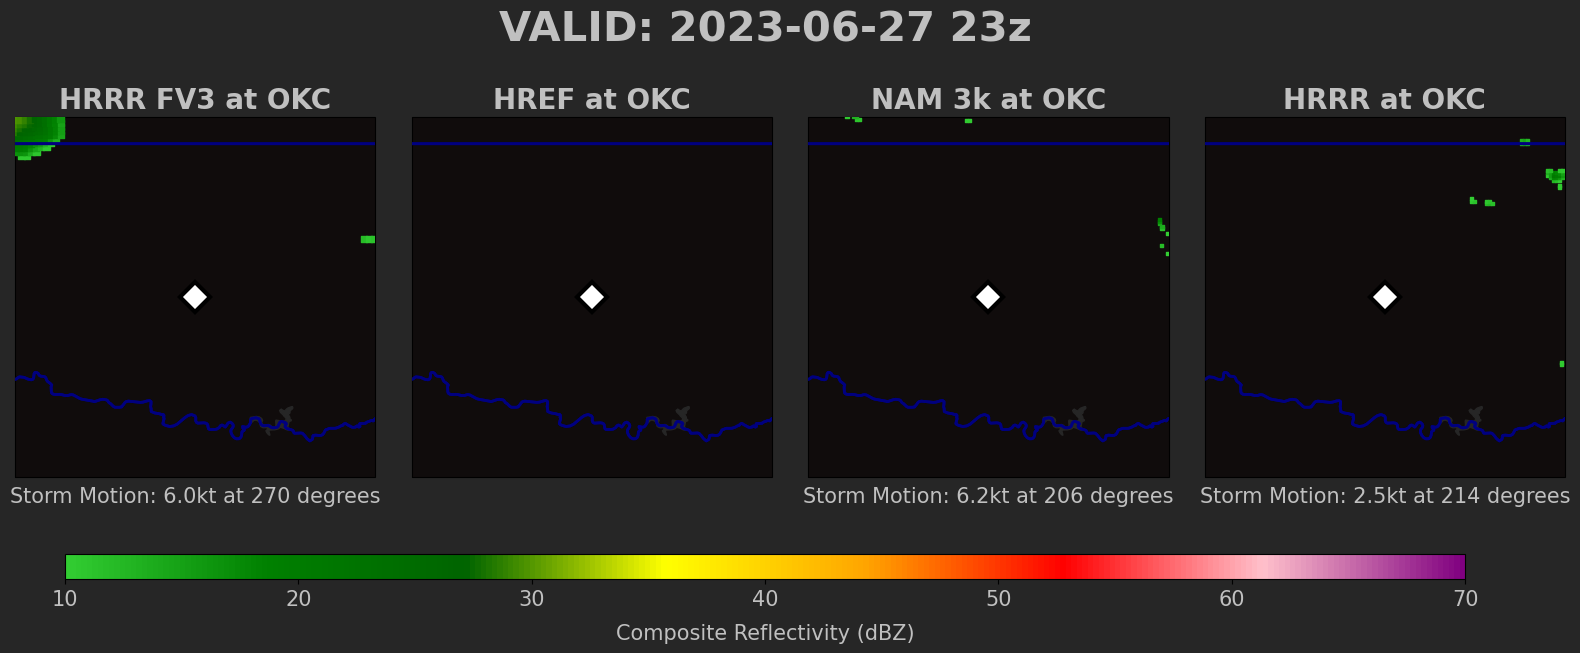 VALID: 2023-06-27 23z
HRRR FV3 at OKC
HREF at OKC
NAM 3k at OKC
HRRR at OKC
Storm Motion: 6.0kt at 270 degrees
Storm Motion: 6.2kt at 206 degrees
Storm Motion: 2.5kt at 214 degrees
10 20 30 40 50 60 70
Composite Reflectivity (dBZ)